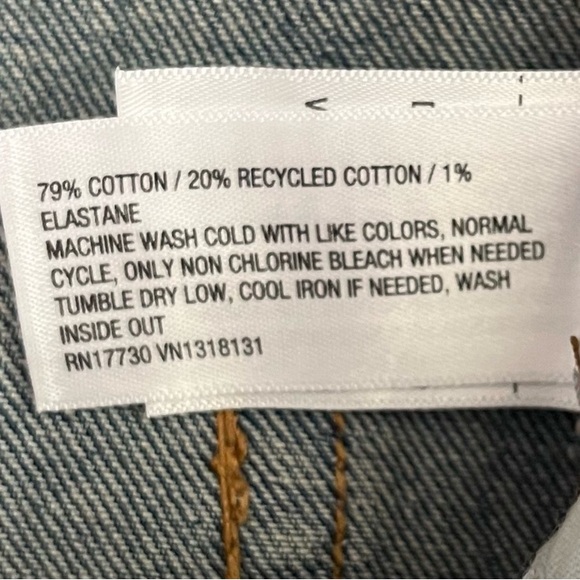 79% COTTON / 20% RECYCLED COTTON / 1%
ELASTANE
MACHINE WASH COLD WITH LIKE COLORS, NORMAL
CYCLE, ONLY NON CHLORINE BLEACH WHEN NEEDED
TUMBLE DRY LOW, COOL IRON IF NEEDED, WASH
INSIDE OUT
RN17730 VN1318131